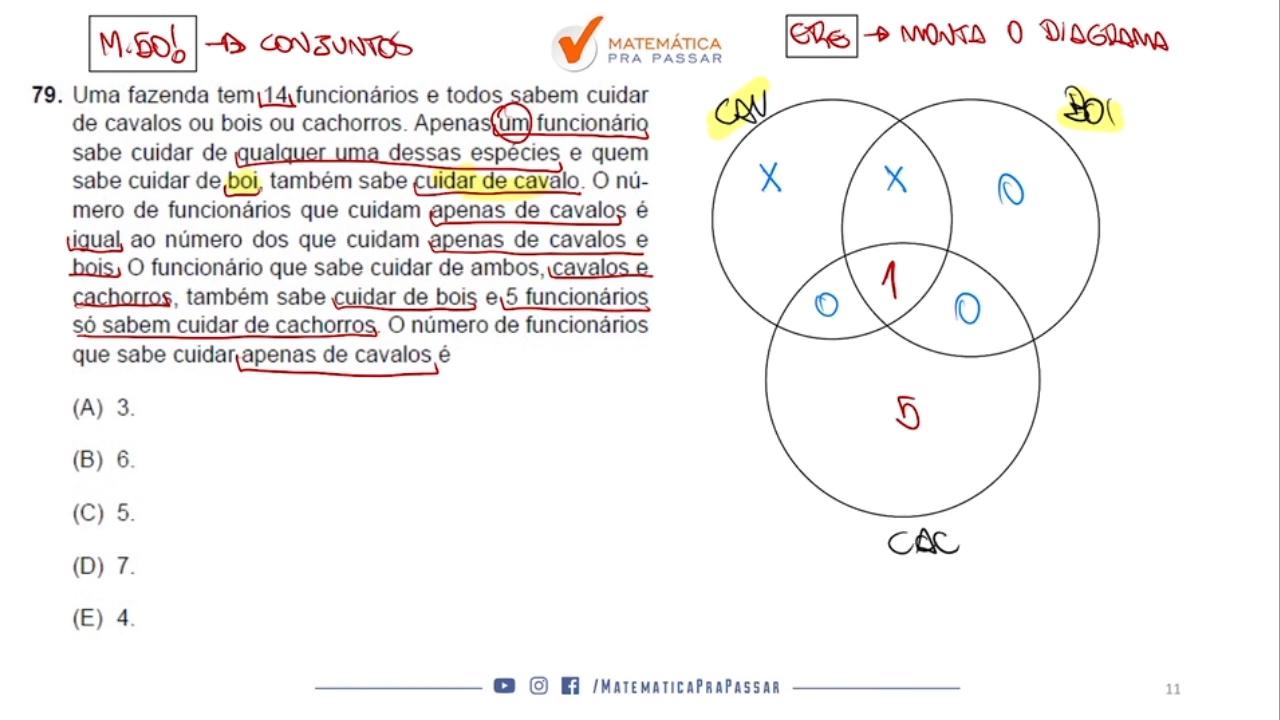 M.50! → CONJUNTOS
MATEMÁTICA
PRA PASSAR
→ MONTA O DIAGRAMA
79. Uma fazenda tem 14 funcionários e todos sabem cuidar
de cavalos ou bois ou cachorros. Apenas um funcionário
sabe cuidar de qualquer uma dessas espécies e quem
sabe cuidar de boi, também sabe cuidar de cavalo. O nú-
mero de funcionários que cuidam apenas de cavalos é
igual ao número dos que cuidam apenas de cavalos e
bois. O funcionário que sabe cuidar de ambos, cavalos e
cachorros, também sabe cuidar de bois e 5 funcionários
só sabem cuidar de cachorros. O número de funcionários
que sabe cuidar apenas de cavalos é
(A) 3.
(B) 6.
(C) 5.
(D) 7.
(E) 4.
CAV
BOI
X
X
0
1
0
0
5
CAC
/MATEMATICAPRAPASSAR
11